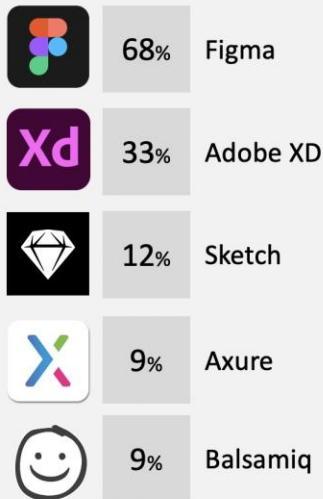 68% Figma
Xd 33% Adobe XD
12% Sketch
9% Axure
9% Balsamiq